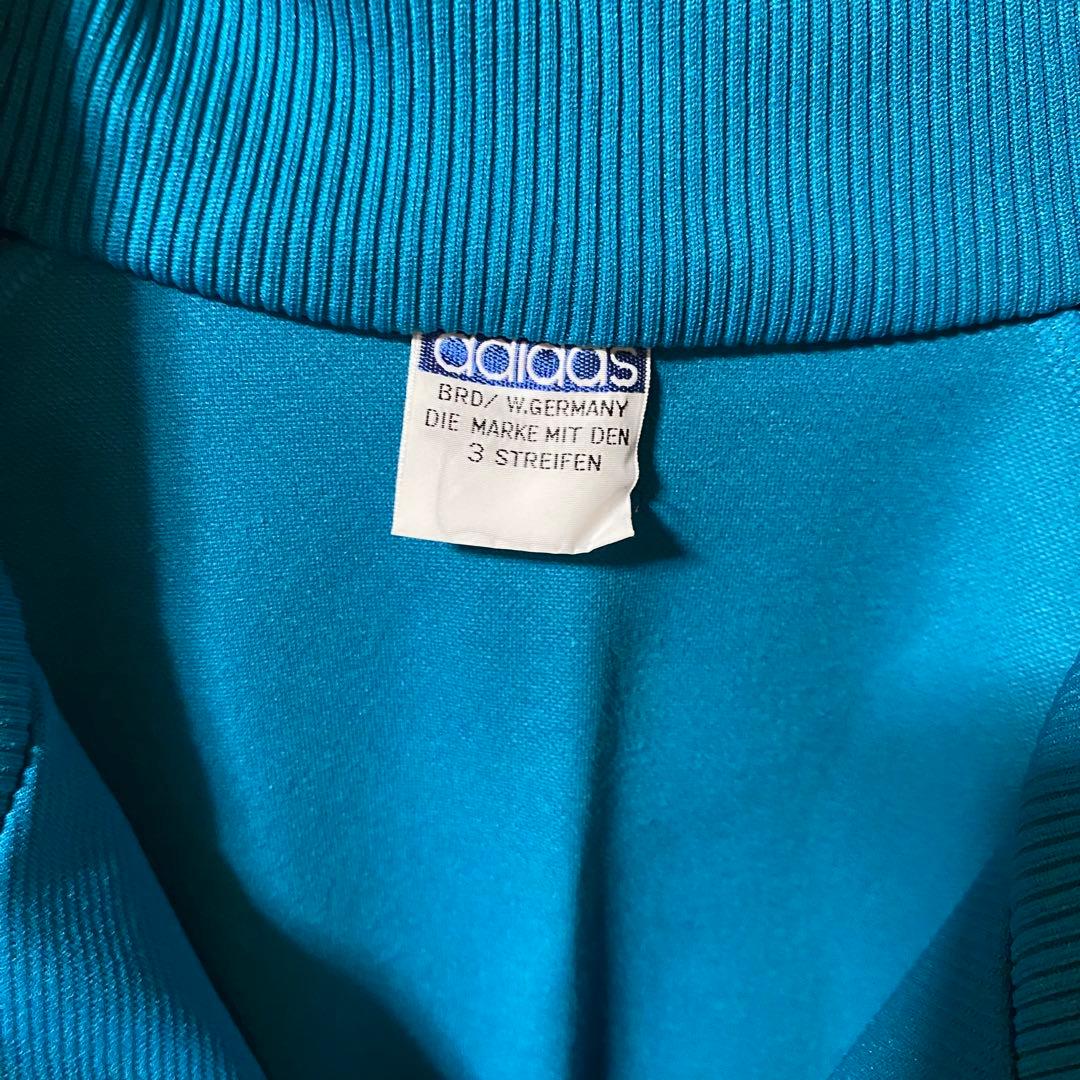 adidas
BRD/ W.GERMANY
DIE MARKE MIT DEN
3 STREIFEN